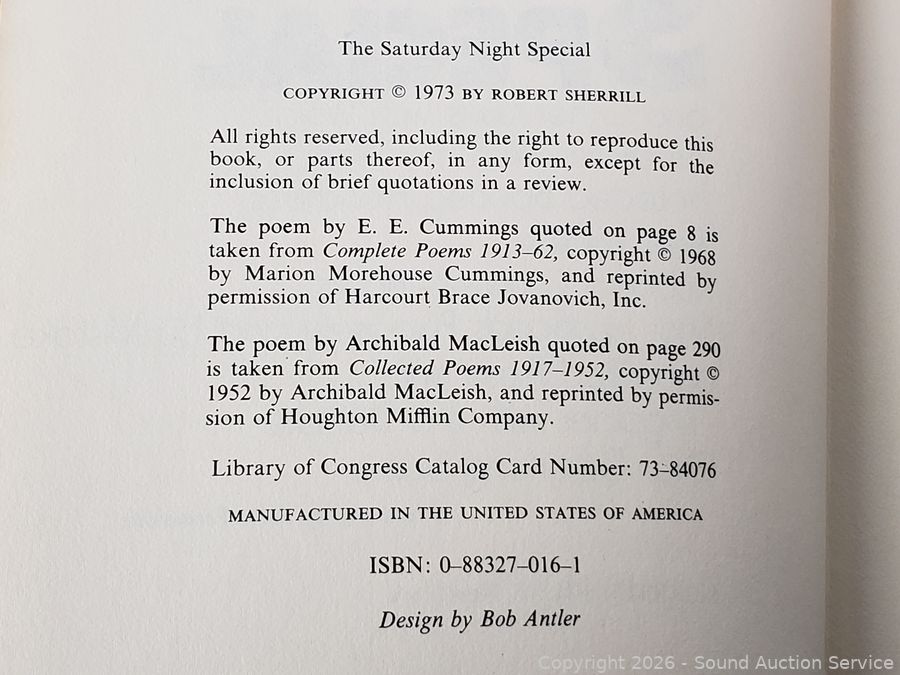 The Saturday Night Special
COPYRIGHT © 1973 BY ROBERT SHERRILL
All rights reserved, including the right to reproduce this
book, or parts thereof, in any form, except for the
inclusion of brief quotations in a review.
The poem by E. E. Cummings quoted on page 8 is
taken from Complete Poems 1913–62, copyright © 1968
by Marion Morehouse Cummings, and reprinted by
permission of Harcourt Brace Jovanovich, Inc.
The poem by Archibald MacLeish quoted on page 290
is taken from Collected Poems 1917–1952, copyright ©
1952 by Archibald MacLeish, and reprinted by permis-
sion of Houghton Mifflin Company.
Library of Congress Catalog Card Number: 73–84076
MANUFACTURED IN THE UNITED STATES OF AMERICA
ISBN: 0–88327–016–1
Design by Bob Antler
Copyright 2026 - Sound Auction Service